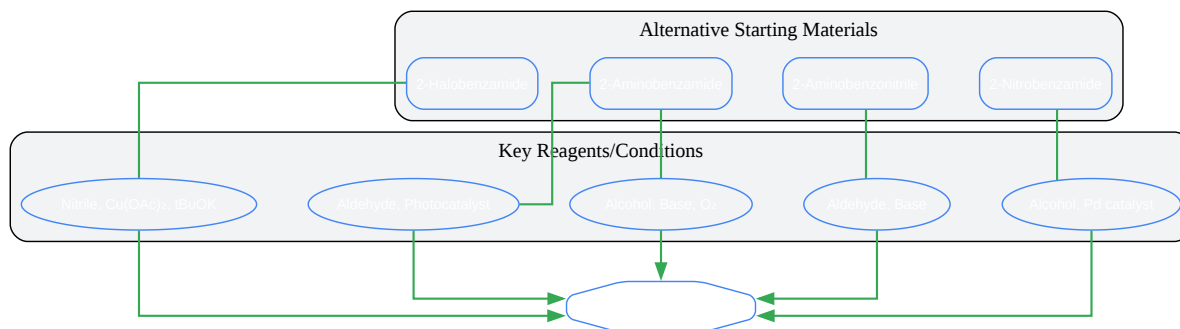 Alternative Starting Materials
2-Halobenzamide
2-Aminobenzamide
2-Aminobenzonitrile
2-Nitrobenzamide
Key Reagents/Conditions
Nitrile, Cu(OAc)₂, tBuOK
Aldehyde, Photocatalyst
Alcohol, Base, O₂
Aldehyde, Base
Alcohol, Pd catalyst